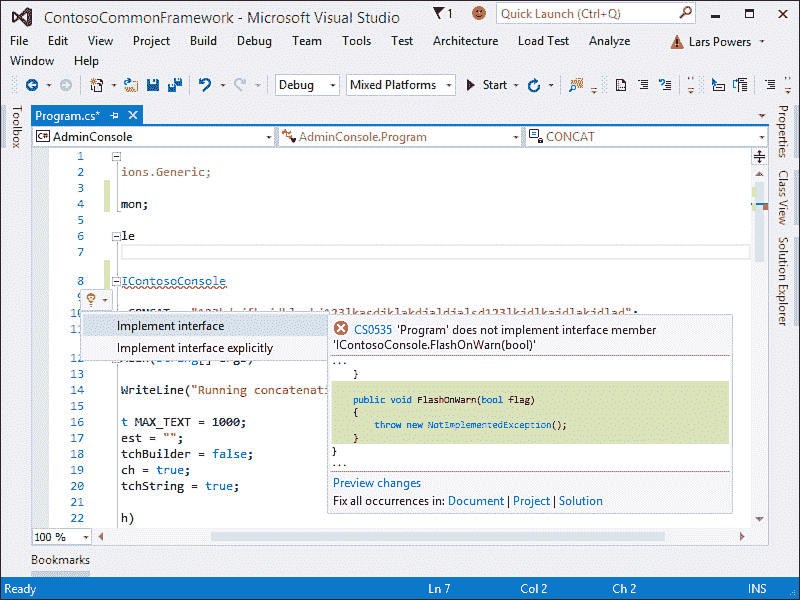 ContosoCommonFramework - Microsoft Visual Studio
1
Quick Launch (Ctrl+Q)
File Edit View Project Build Debug Team Tools Test Architecture Load Test Analyze
Lars Powers
Window Help
Debug
Mixed Platforms
Start
Toolbox
Program.cs*
AdminConsole
AdminConsole.Program
CONCAT
1
2 ions.Generic;
3
4 mon;
5
6 le
7
8 IContosoConsole
Implement interface
Implement interface explicitly
CS0535 'Program' does not implement interface member
'IContosoConsole.FlashOnWarn(bool)'
...
}
public void FlashOnWarn(bool flag)
{
throw new NotImplementedException();
}
}
...
Preview changes
Fix all occurrences in: Document | Project | Solution
13
14 WriteLine("Running concatenati
15
16 t MAX_TEXT = 1000;
17 est = "";
18 tchBuilder = false;
19 ch = true;
20 tchString = true;
21
22 h)
100 %
Properties
Class View
Solution Explorer
Bookmarks
Ready
Ln 7
Col 2
Ch 2
INS